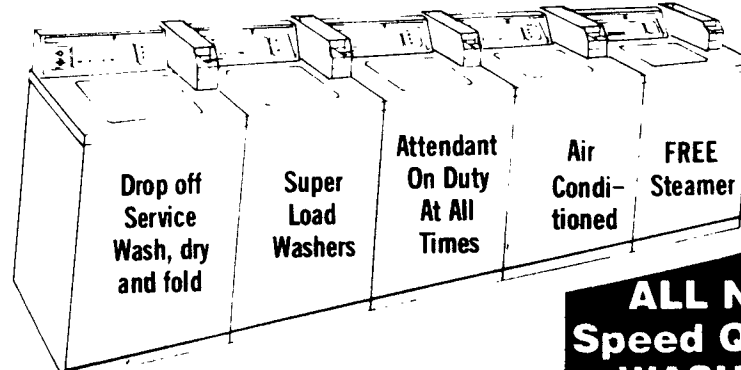 Drop off
Service
Wash, dry
and fold
Super
Load
Washers
Attendant
On Duty
At All
Times
Air
Condi-
tioned
FREE
Steamer
ALL N
Speed Q